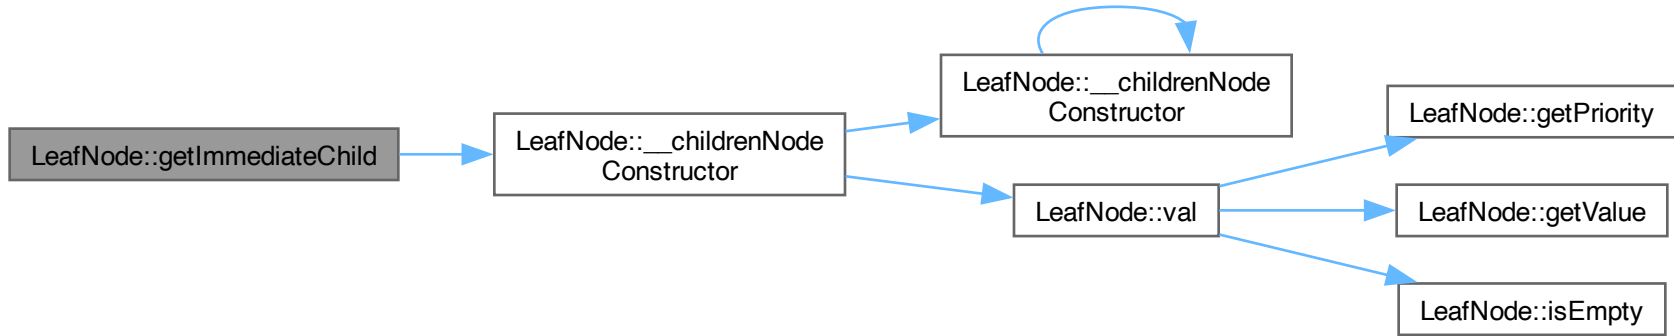 LeafNode::getImmediateChild
LeafNode::__childrenNode
Constructor
LeafNode::__childrenNode
Constructor
LeafNode::val
LeafNode::getPriority
LeafNode::getValue
LeafNode::isEmpty